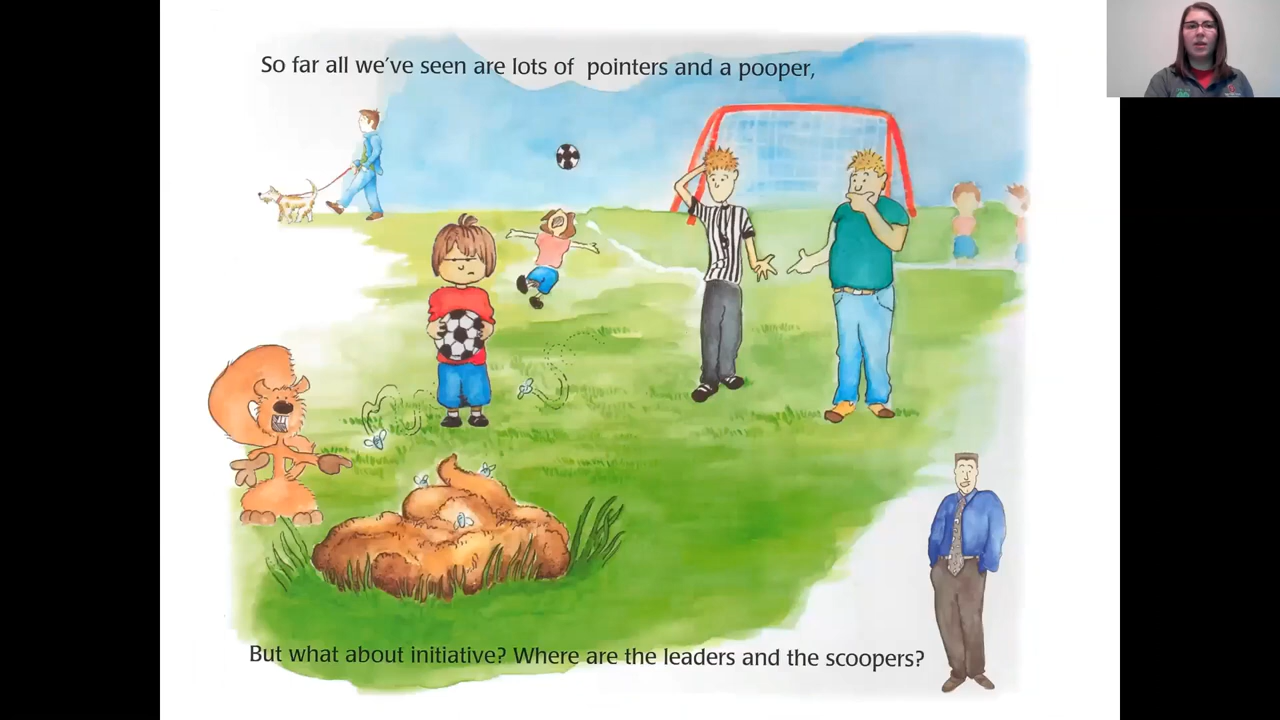 So far all we've seen are lots of pointers and a pooper,
But what about initiative? Where are the leaders and the scoopers?